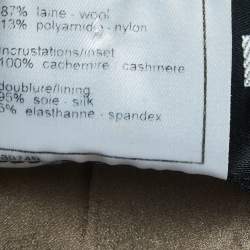 87% laine - wool
13% polyamide - nylon
incrustations/inset
100% cachemire - cashmere
doublure/lining
95% soie - silk
5% elasthanne - spandex